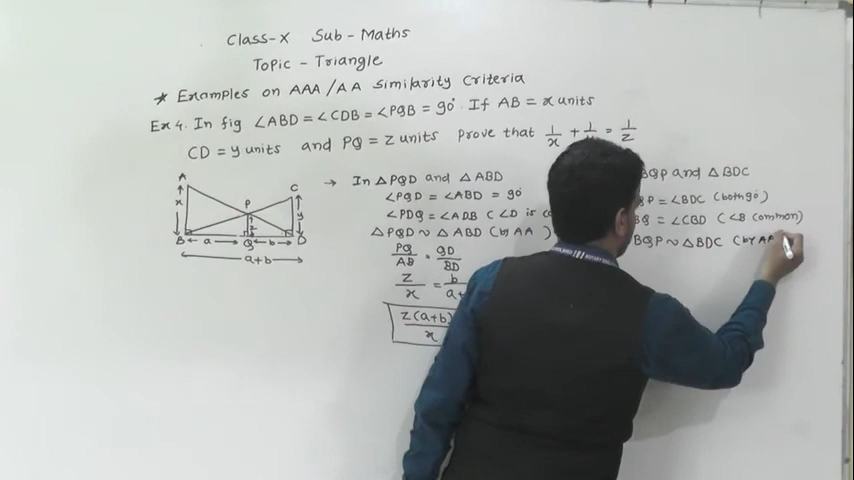 Class-X Sub-Maths
Topic - Triangle
* Examples on AAA/AA similarity Criteria
Ex 4. In fig ∠ABD = ∠CDB = ∠PQB = 90°. If AB = x units
CD = y units and PQ = z units prove that 1/x + 1/ = 1/z
A
x
B
P
z
Q
C
y
D
a
b
a+b
→ In △PQD and △ABD
∠PQD = ∠ABD = 90°
∠PDQ = ∠ADB (∠D is
△PQD ~ △ABD (by AA)
PQ/AB = QD/BD
z/x = b/a+
z(a+b)/x
BQP and △BDC
P = ∠BDC (both 90°)
BQ = ∠CBD (∠B common)
BQP ~ △BDC (by AA